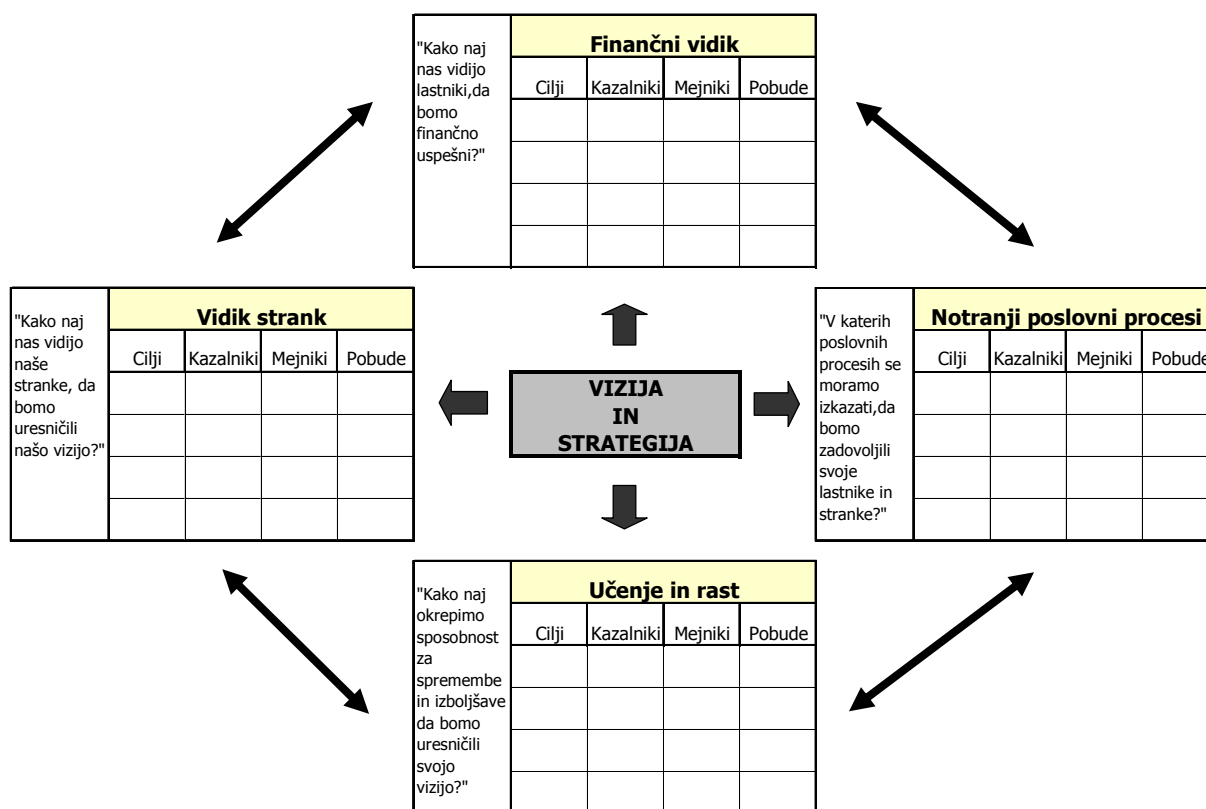 "Kako naj
nas vidijo
lastniki,da
bomo
finančno
uspešni?"
Finančni vidik
Cilji Kazalniki Mejniki Pobude
"Kako naj
nas vidijo
naše
stranke, da
bomo
uresničili
našo vizijo?"
Vidik strank
Cilji Kazalniki Mejniki Pobude
VIZIJA
IN
STRATEGIJA
"V katerih
poslovnih
procesih se
moramo
izkazati,da
bomo
zadovoljili
svoje
lastnike in
stranke?"
Notranji poslovni procesi
Cilji Kazalniki Mejniki Pobude
"Kako naj
okrepimo
sposobnost
za
spremembe
in izboljšave
da bomo
uresničili
svojo
vizijo?"
Učenje in rast
Cilji Kazalniki Mejniki Pobude